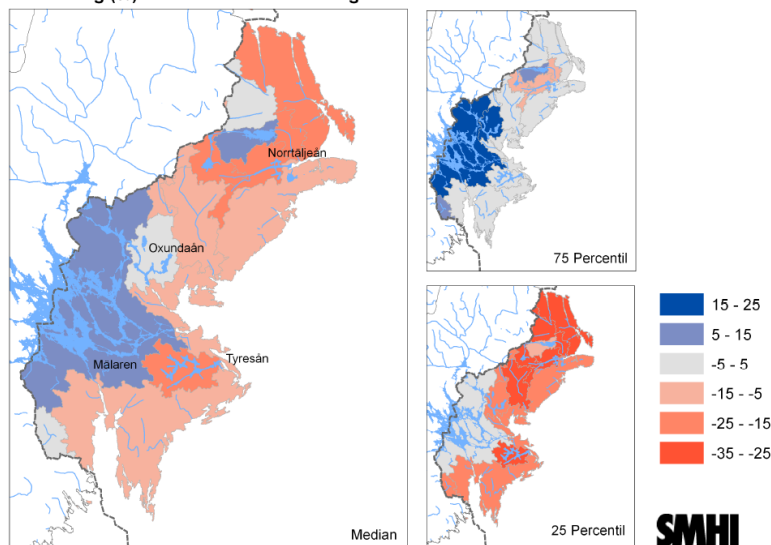 Norrtäljeån
Oxundaån
Mälaren
Tyresån
Median
75 Percentil
25 Percentil
15 - 25
5 - 15
-5 - 5
-15 - -5
-25 - -15
-35 - -25
SMHI